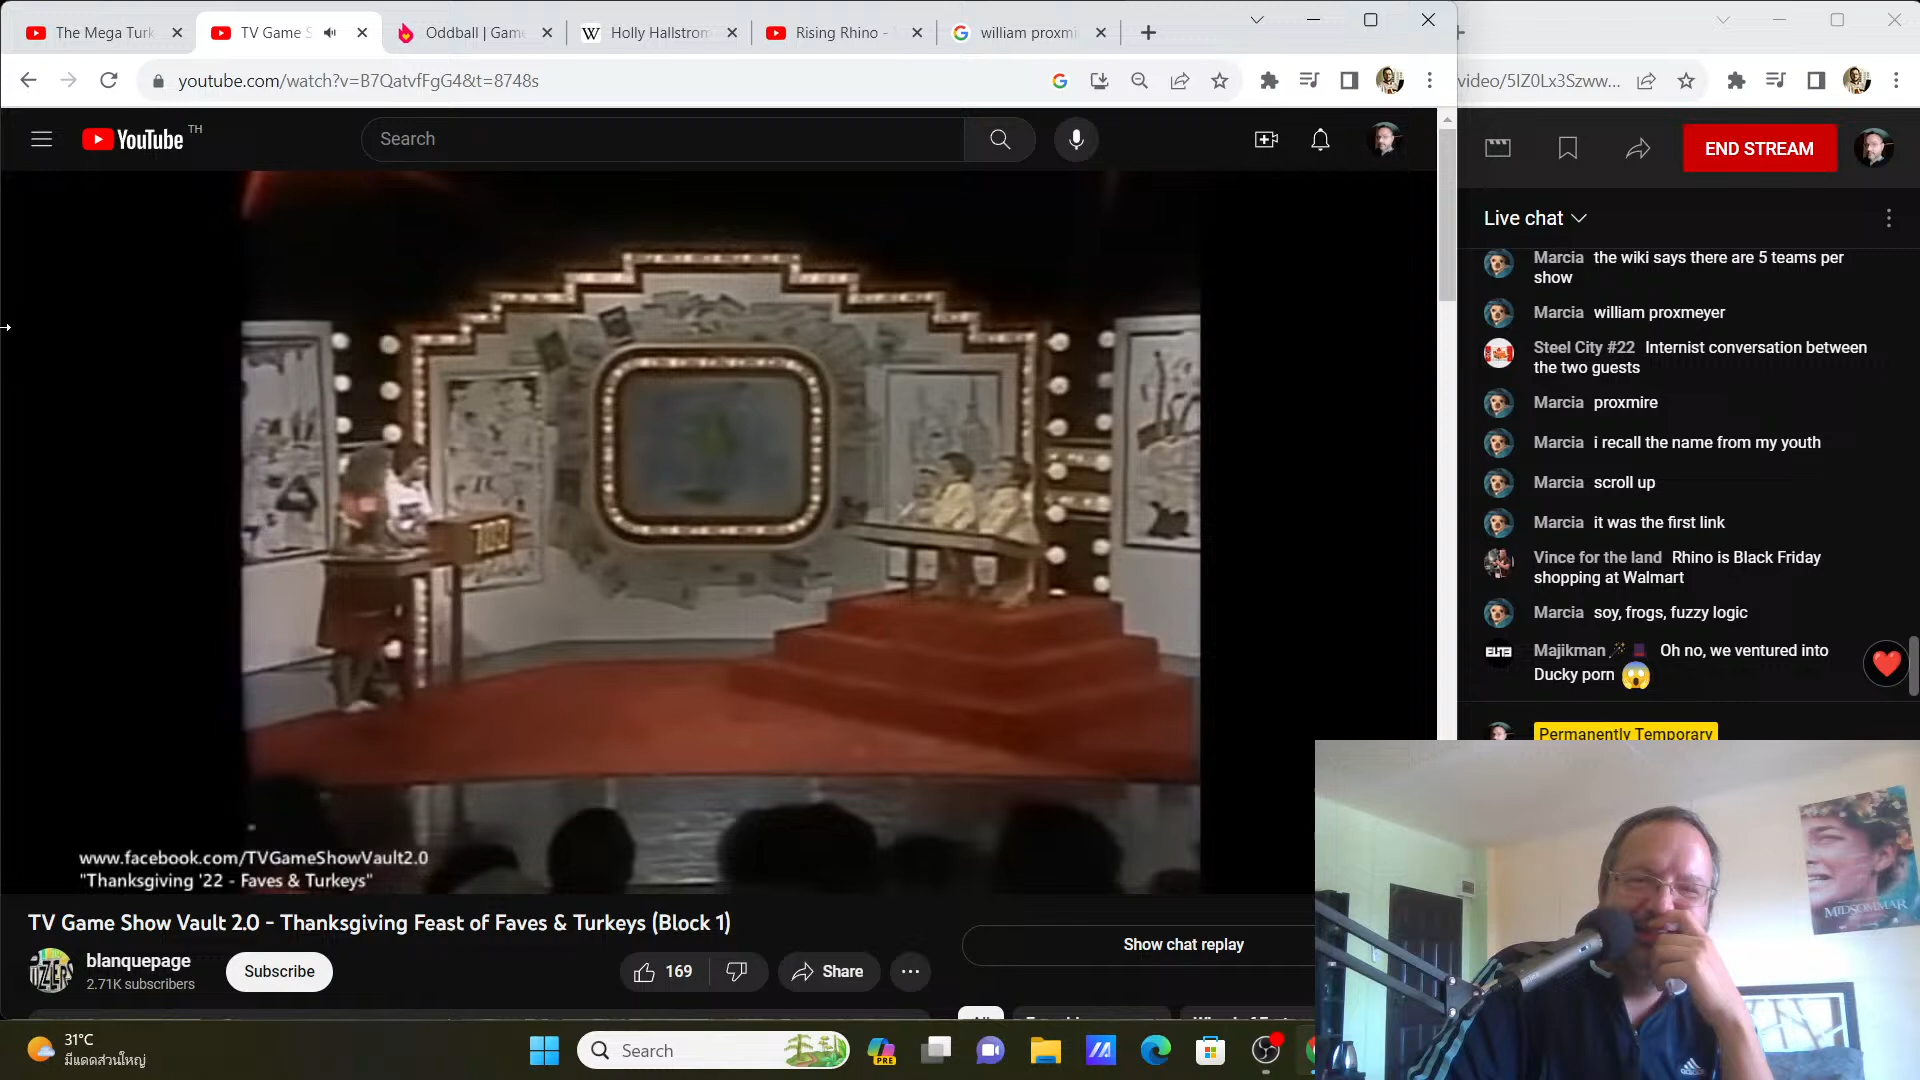 The Mega Turk
TV Game S
Oddball | Game
Holly Hallstrom
Rising Rhino -
william proxmi
youtube.com/watch?v=B7QatvfFgG4&t=8748s
video/5IZ0Lx3Szww...
YouTube TH
Search
END STREAM
Live chat
Marcia the wiki says there are 5 teams per
show
Marcia william proxmeyer
Steel City #22 Internist conversation between
the two guests
Marcia proxmire
Marcia i recall the name from my youth
Marcia scroll up
Marcia it was the first link
Vince for the land Rhino is Black Friday
shopping at Walmart
Marcia soy, frogs, fuzzy logic
Majikman🪄🎩 Oh no, we ventured into
Ducky porn 😱
Permanently Temporary
www.facebook.com/TVGameShowVault2.0
"Thanksgiving '22 - Faves & Turkeys"
TV Game Show Vault 2.0 - Thanksgiving Feast of Faves & Turkeys (Block 1)
blanquepage
2.71K subscribers
Subscribe
169
Share
Show chat replay
All
MIDSOMMAR
adidas
31°C
มีแดดส่วนใหญ่
Search
PRE